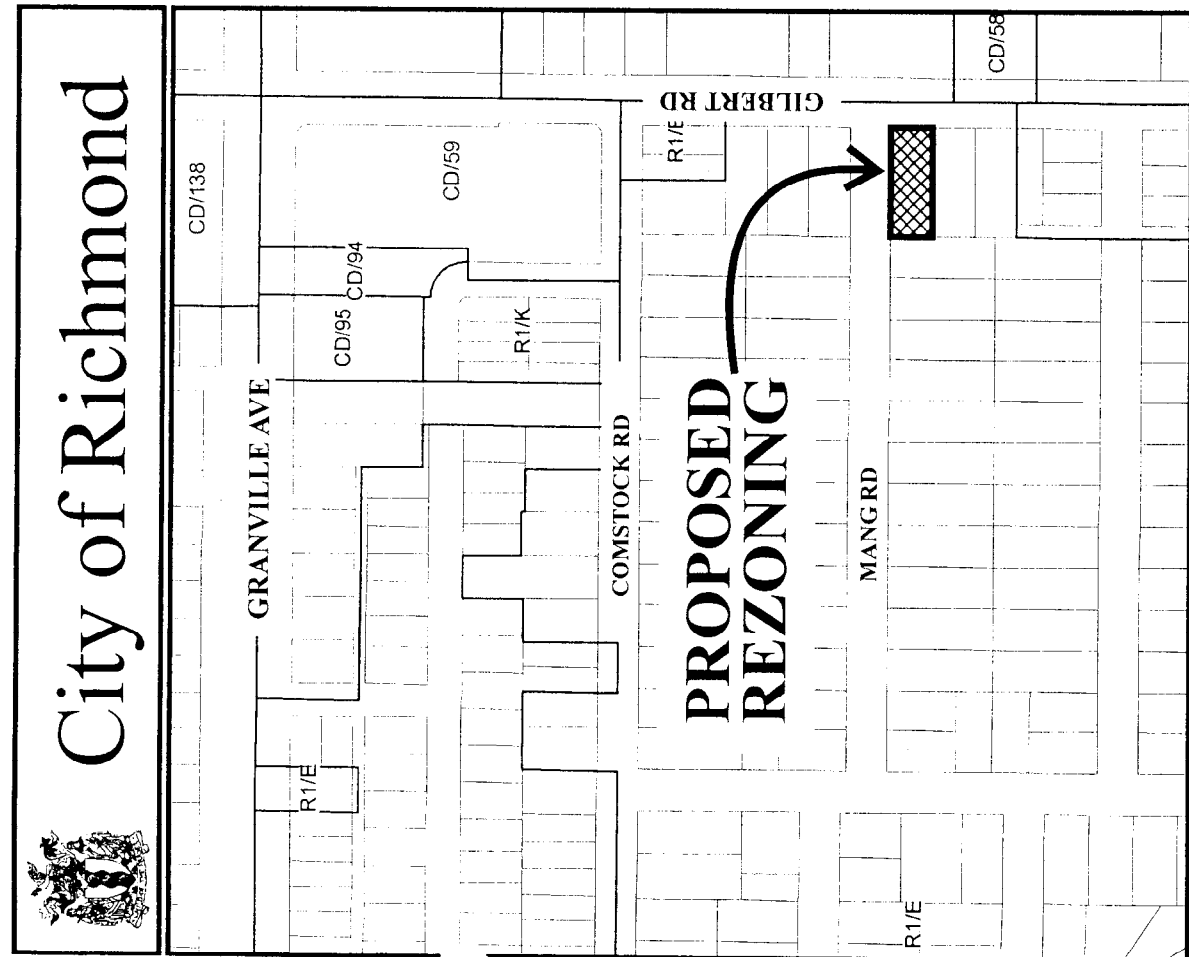 City of Richmond
CD/138
GRANVILLE AVE
R1/E
CD/95
CD/94
CD/59
R1/K
COMSTOCK RD
R1/E
GILBERT RD
PROPOSED
REZONING
MANG RD
R1/E
CD/58